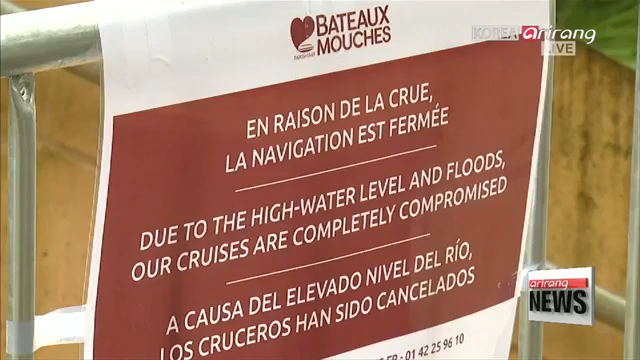 BATEAUX
MOUCHES
KOREA arirang
LIVE
EN RAISON DE LA CRUE,
LA NAVIGATION EST FERMÉE
DUE TO THE HIGH-WATER LEVEL AND FLOODS,
OUR CRUISES ARE COMPLETELY COMPROMISED
A CAUSA DEL ELEVADO NIVEL DEL RÍO,
LOS CRUCEROS HAN SIDO CANCELADOS
- 01 42 25 96 10
arirang
NEWS